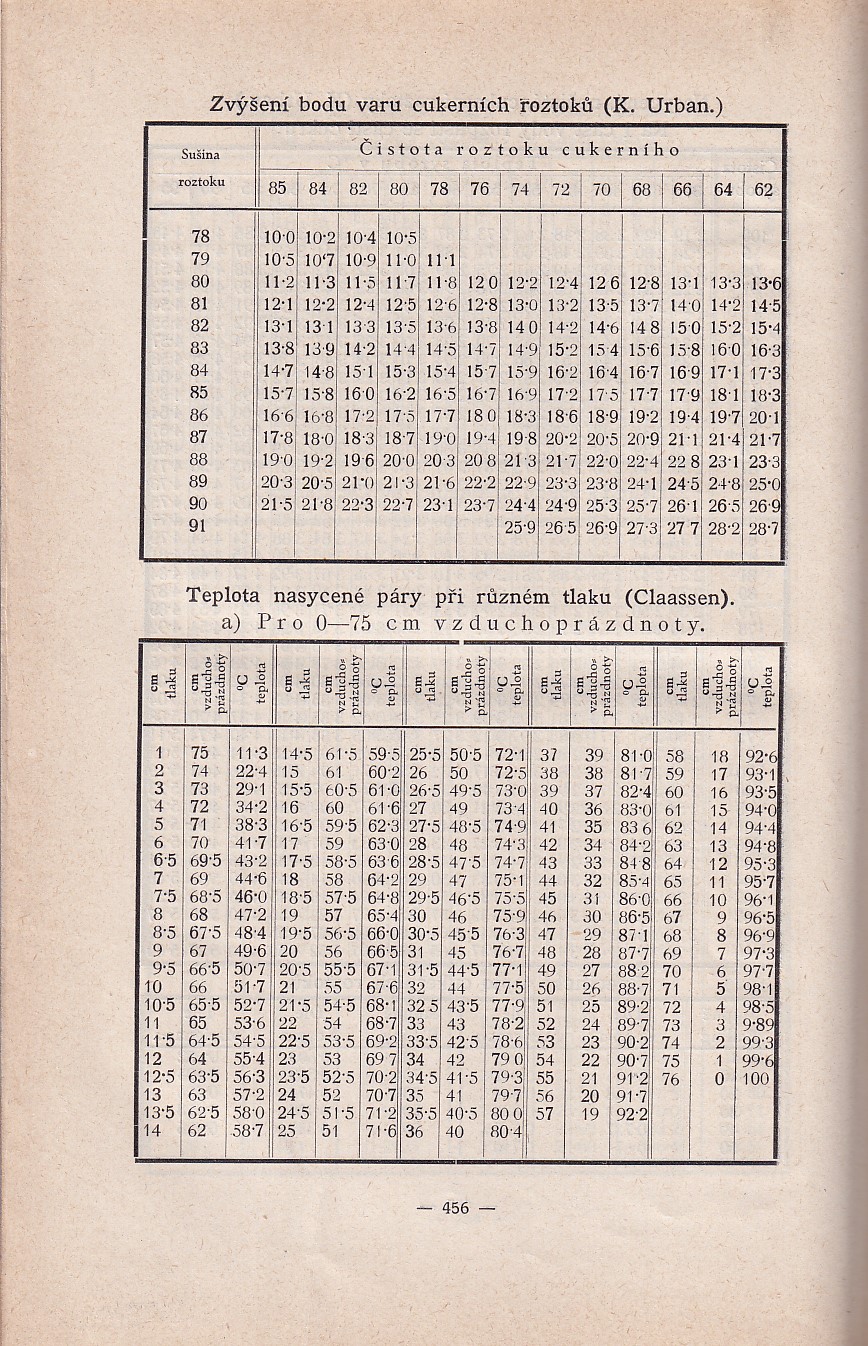 Zvýšení bodu varu cukerních roztoků (K. Urban.)
Sušina roztoku Čistota roztoku cukerního
85 84 82 80 78 76 74 72 70 68 66 64 62
78 10·0 10·2 10·4 10·5
79 10·5 10'7 10·9 11·0 11·1
80 11·2 11·3 11·5 11·7 11·8 12 0 12·2 12·4 12 6 12·8 13·1 13·3 13·6
81 12·1 12·2 12·4 12·5 12·6 12·8 13·0 13·2 13·5 13·7 14 0 14·2 14·5
82 13·1 13 1 13 3 13·5 13·6 13·8 14 0 14·2 14·6 14 8 15·0 15·2 15·4
83 13·8 13·9 14·2 14·4 14·5 14·7 14·9 15·2 15 4 15·6 15·8 16·0 16·3
84 14·7 14·8 15·1 15·3 15·4 15 7 15·9 16·2 16·4 16·7 16·9 17·1 17·3
85 15·7 15·8 16·0 16·2 16·5 16·7 16·9 17·2 17·5 17·7 17·9 18·1 18·3
86 16·6 16·8 17·2 17·5 17·7 18 0 18·3 18·6 18·9 19·2 19·4 19·7 20·1
87 17·8 18·0 18·3 18·7 19·0 19·4 19·8 20·2 20·5 20·9 21·1 21·4 21·7
88 19·0 19·2 19·6 20·0 20·3 20 8 21·3 21·7 22·0 22·4 22 8 23·1 23·3
89 20·3 20·5 21·0 21·3 21·6 22·2 22·9 23·3 23·8 24·1 24·5 24·8 25·0
90 21·5 21·8 22·3 22·7 23·1 23·7 24·4 24·9 25·3 25·7 26·1 26·5 26·9
91 25·9 26·5 26·9 27·3 27 7 28·2 28·7
Teplota nasycené páry při různém tlaku (Claassen).
a) Pro 0—75 cm vzduchoprázdnoty.
cm tlaku cm vzducho-prázdnoty °C teplota cm tlaku cm vzducho-prázdnoty °C teplota cm tlaku cm vzducho-prázdnoty °C teplota cm tlaku cm vzducho-prázdnoty °C teplota cm tlaku cm vzducho-prázdnoty °C teplota
1 75 11·3 14·5 61·5 59·5 25·5 50·5 72·1 37 39 81·0 58 18 92·6
2 74 22·4 15 61 60·2 26 50 72·5 38 38 81·7 59 17 93·1
3 73 29·1 15·5 60·5 61·0 26·5 49·5 73·0 39 37 82·4 60 16 93·5
4 72 34·2 16 60 61·6 27 49 73·4 40 36 83·0 61 15 94·0
5 71 38·3 16·5 59·5 62·3 27·5 48·5 74·9 41 35 83 6 62 14 94·4
6 70 41·7 17 59 63·0 28 48 74·3 42 34 84·2 63 13 94·8
6·5 69·5 43·2 17·5 58·5 63·6 28·5 47·5 74·7 43 33 84·8 64 12 95·3
7 69 44·6 18 58 64·2 29 47 75·1 44 32 85·4 65 11 95·7
7·5 68·5 46·0 18·5 57·5 64·8 29·5 46·5 75·5 45 31 86·0 66 10 96·1
8 68 47·2 19 57 65·4 30 46 75·9 46 30 86·5 67 9 96·5
8·5 67·5 48·4 19·5 56·5 66·0 30·5 45·5 76·3 47 29 87·1 68 8 96·9
9 67 49·6 20 56 66·5 31 45 76·7 48 28 87·7 69 7 97·3
9·5 66·5 50·7 20·5 55·5 67·1 31·5 44·5 77·1 49 27 88·2 70 6 97·7
10 66 51·7 21 55 67·6 32 44 77·5 50 26 88·7 71 5 98·1
10·5 65·5 52·7 21·5 54·5 68·1 32 5 43·5 77·9 51 25 89·2 72 4 98·5
11 65 53·6 22 54 68·7 33 43 78·2 52 24 89·7 73 3 9·89
11·5 64·5 54·5 22·5 53·5 69·2 33·5 42·5 78·6 53 23 90·2 74 2 99·3
12 64 55·4 23 53 69 7 34 42 79 0 54 22 90·7 75 1 99·6
12·5 63·5 56·3 23·5 52·5 70·2 34·5 41·5 79·3 55 21 91·2 76 0 100
13 63 57·2 24 52 70·7 35 41 79·7 56 20 91·7
13·5 62·5 58·0 24·5 51·5 71·2 35·5 40·5 80 0 57 19 92·2
14 62 58·7 25 51 71·6 36 40 80·4
— 456 —